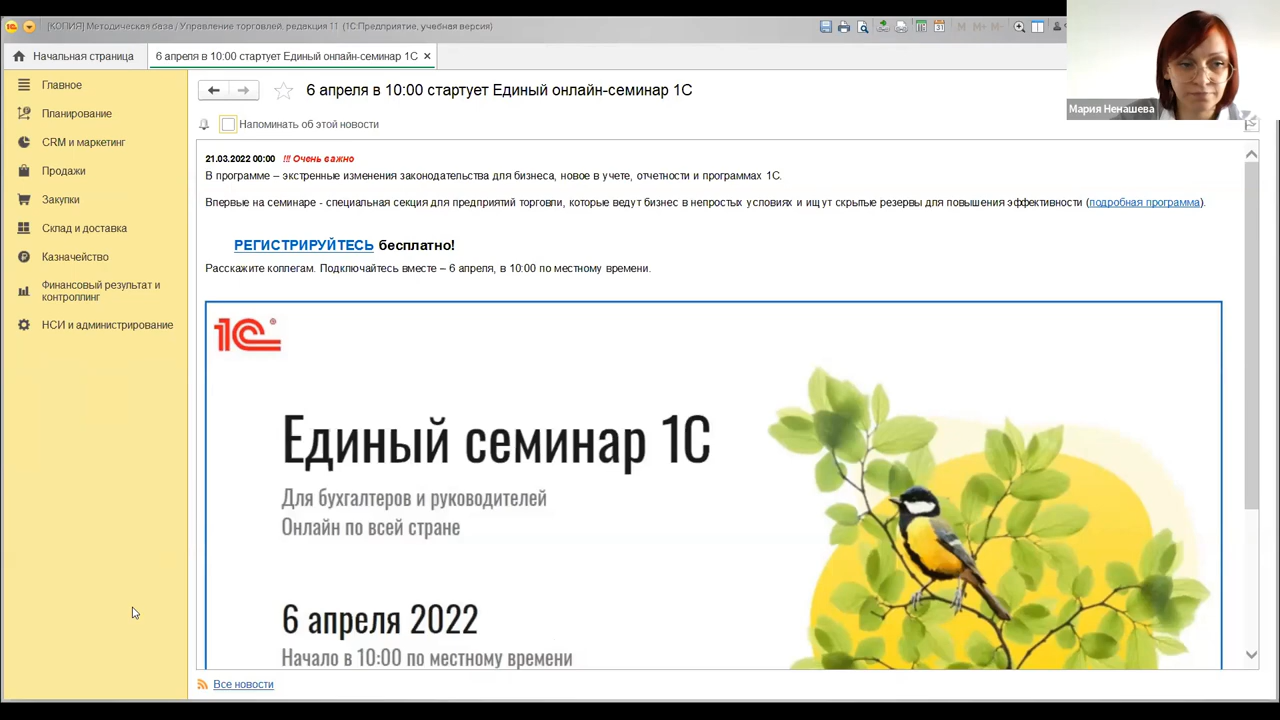 [КОПИЯ] Методическая база / Управление торговлей, редакция 11 (1С:Предприятие, учебная версия)
M M+ M-
Начальная страница
6 апреля в 10:00 стартует Единый онлайн-семинар 1С ×
Главное
Планирование
CRM и маркетинг
Продажи
Закупки
Склад и доставка
Казначейство
Финансовый результат и
контроллинг
НСИ и администрирование
6 апреля в 10:00 стартует Единый онлайн-семинар 1С
Мария Ненашева
Напоминать об этой новости
21.03.2022 00:00 !!! Очень важно
В программе – экстренные изменения законодательства для бизнеса, новое в учете, отчетности и программах 1С.
Впервые на семинаре - специальная секция для предприятий торговли, которые ведут бизнес в непростых условиях и ищут скрытые резервы для повышения эффективности (подробная программа).
РЕГИСТРИРУЙТЕСЬ бесплатно!
Расскажите коллегам. Подключайтесь вместе – 6 апреля, в 10:00 по местному времени.
1С®
Единый семинар 1С
Для бухгалтеров и руководителей
Онлайн по всей стране
6 апреля 2022
Начало в 10:00 по местному времени
Все новости